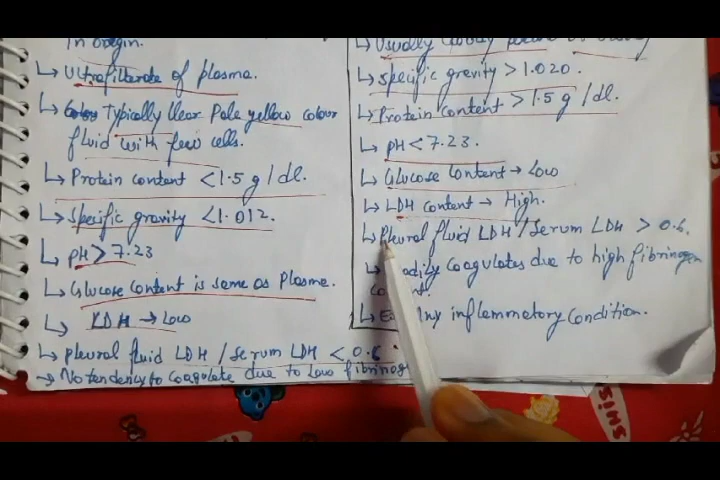 In origin.
↳ Ultrafilterate of plasma.
↳ Typically clear Pale yellow colour
fluid with few cells.
↳ Protein content < 1.5 g/dl.
↳ Specific gravity < 1.012.
↳ pH > 7.23
↳ Glucose content is same as plasma.
↳ LDH → Low
↳ Pleural fluid LDH / Serum LDH < 0.6
→ No tendency to coagulate due to Low
Usually cloudy
↳ Specific gravity > 1.020.
↳ Protein content > 1.5 g/dl.
↳ pH < 7.23.
↳ Glucose content → Low
↳ LDH content → High.
↳ Pleural fluid LDH / Serum LDH > 0.6.
↳ coagulates due to high fibrinogen
↳ inflammetory condition.
SIHS